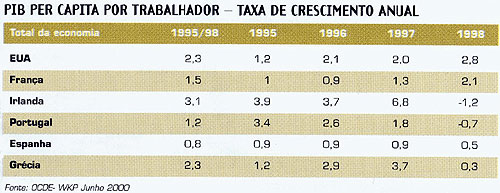 PIB PER CAPITA POR TRABALHADOR – TAXA DE CRESCIMENTO ANUAL
Total da economia 1995/98 1995 1996 1997 1998
EUA 2,3 1,2 2,1 2,0 2,8
França 1,5 1 0,9 1,3 2,1
Irlanda 3,1 3,9 3,7 6,8 -1,2
Portugal 1,2 3,4 2,6 1,8 -0,7
Espanha 0,8 0,9 0,9 0,9 0,5
Grécia 2,3 1,2 2,9 3,7 0,3
Fonte: OCDE- WKP Junho 2000